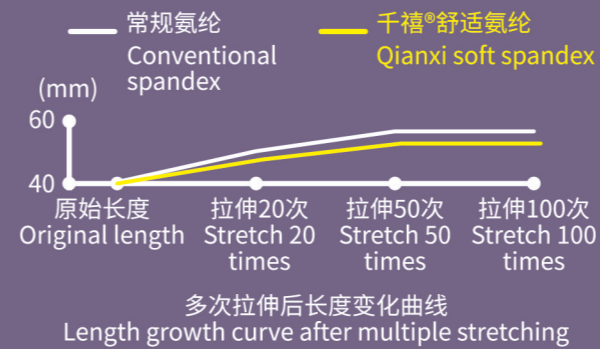 常规氨纶
Conventional
spandex
千禧®舒适氨纶
Qianxi soft spandex
(mm)
60
40
原始长度
Original length
拉伸20次
Stretch 20
times
拉伸50次
Stretch 50
times
拉伸100次
Stretch 100
times
多次拉伸后长度变化曲线
Length growth curve after multiple stretching